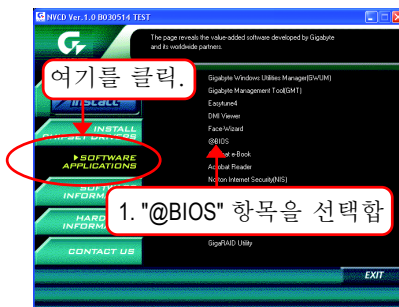 NVCD Ver.1.0 B030514 TEST
The page reveals the value-added software developed by Gigabyte
and its worldwide partners.
여기를 클릭.
INSTALL
SOFTWARE
APPLICATIONS
Gigabyte Windows Utilities Manager(GWUM)
Gigabyte Management Tool(GMT)
Easytune4
DMI Viewer
Face-Wizard
@BIOS
e-Book
Acrobat Reader
Norton Internet Security(NIS)
1. "@BIOS" 항목을 선택합
CONTACT US
GigaRAID Utility
EXIT